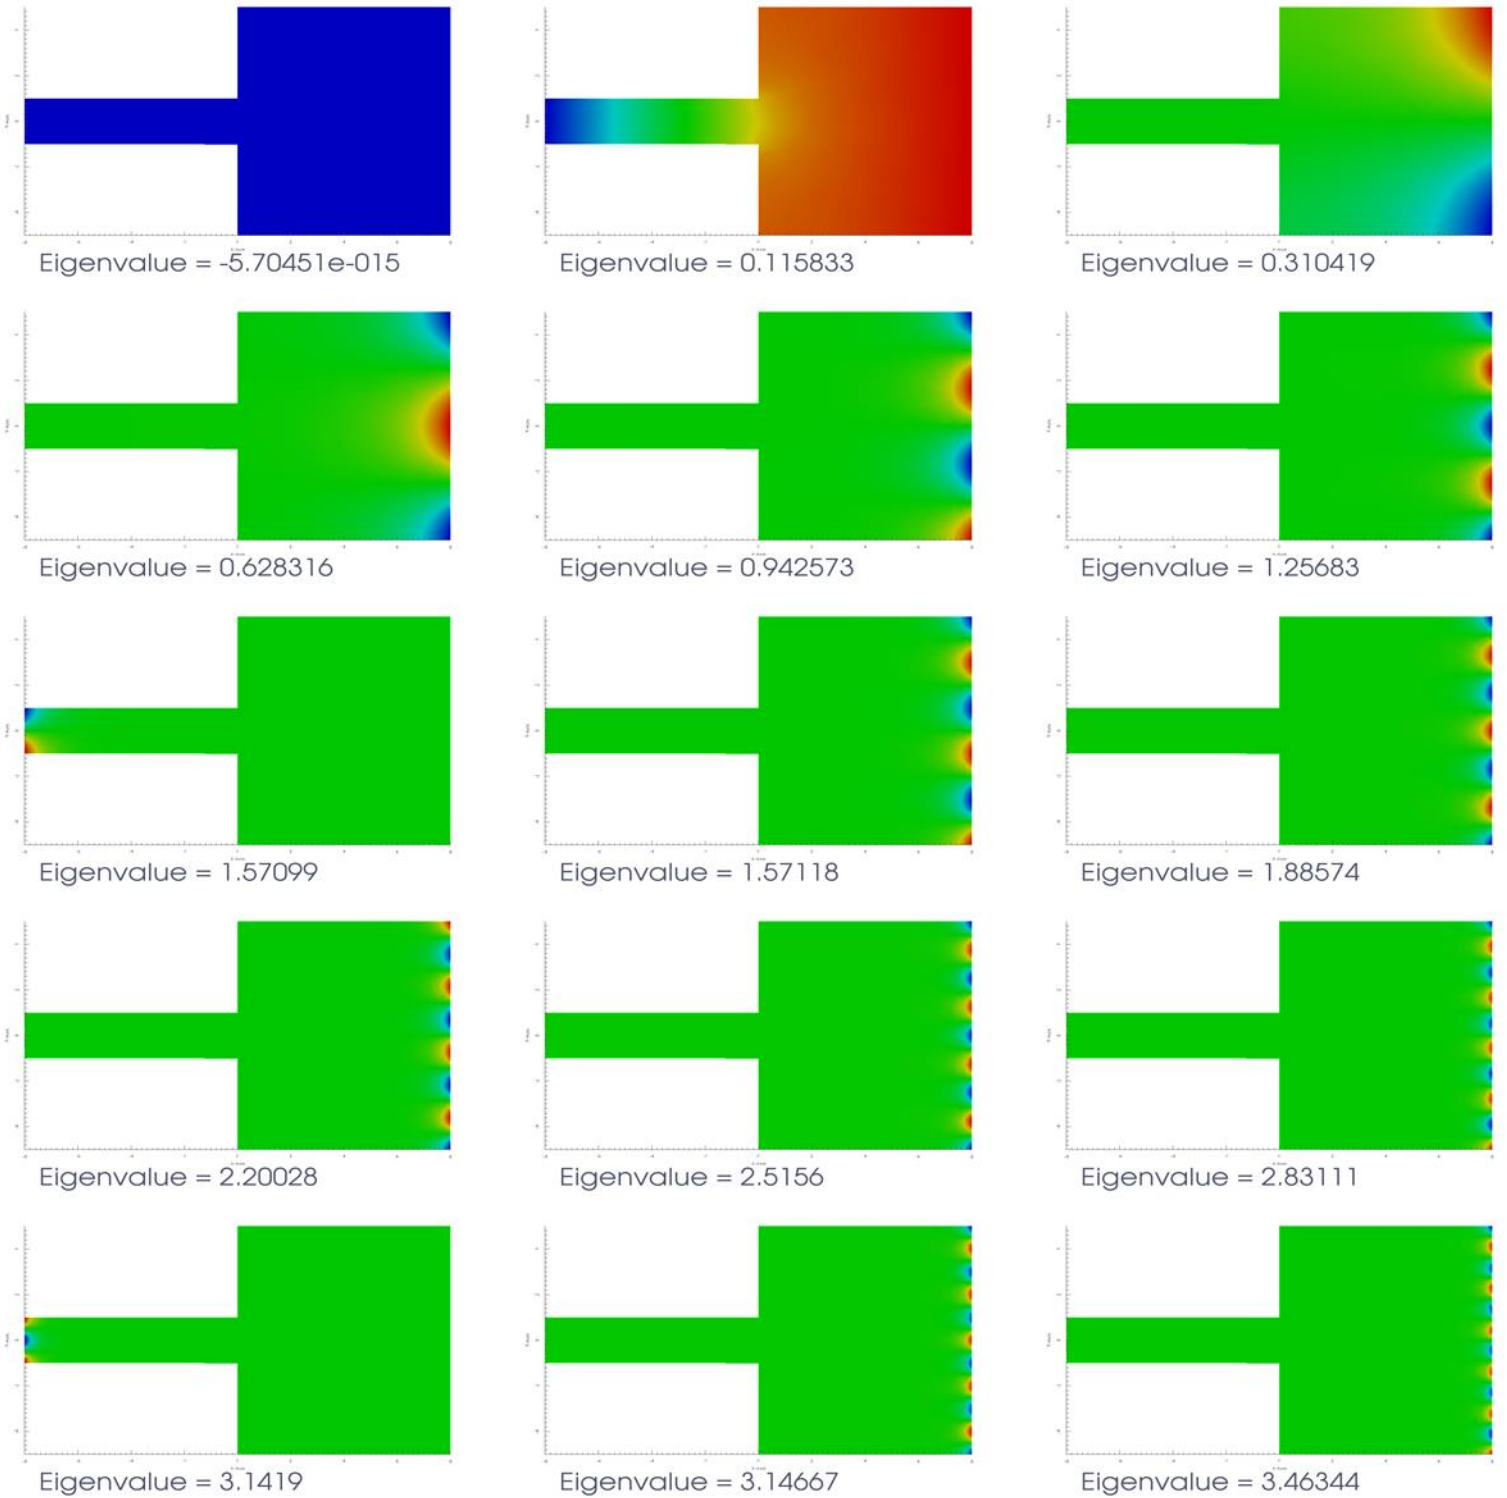 Eigenvalue = -5.70451e-015
Eigenvalue = 0.115833
Eigenvalue = 0.310419
Eigenvalue = 0.628316
Eigenvalue = 0.942573
Eigenvalue = 1.25683
Eigenvalue = 1.57099
Eigenvalue = 1.57118
Eigenvalue = 1.88574
Eigenvalue = 2.20028
Eigenvalue = 2.5156
Eigenvalue = 2.83111
Eigenvalue = 3.1419
Eigenvalue = 3.14667
Eigenvalue = 3.46344